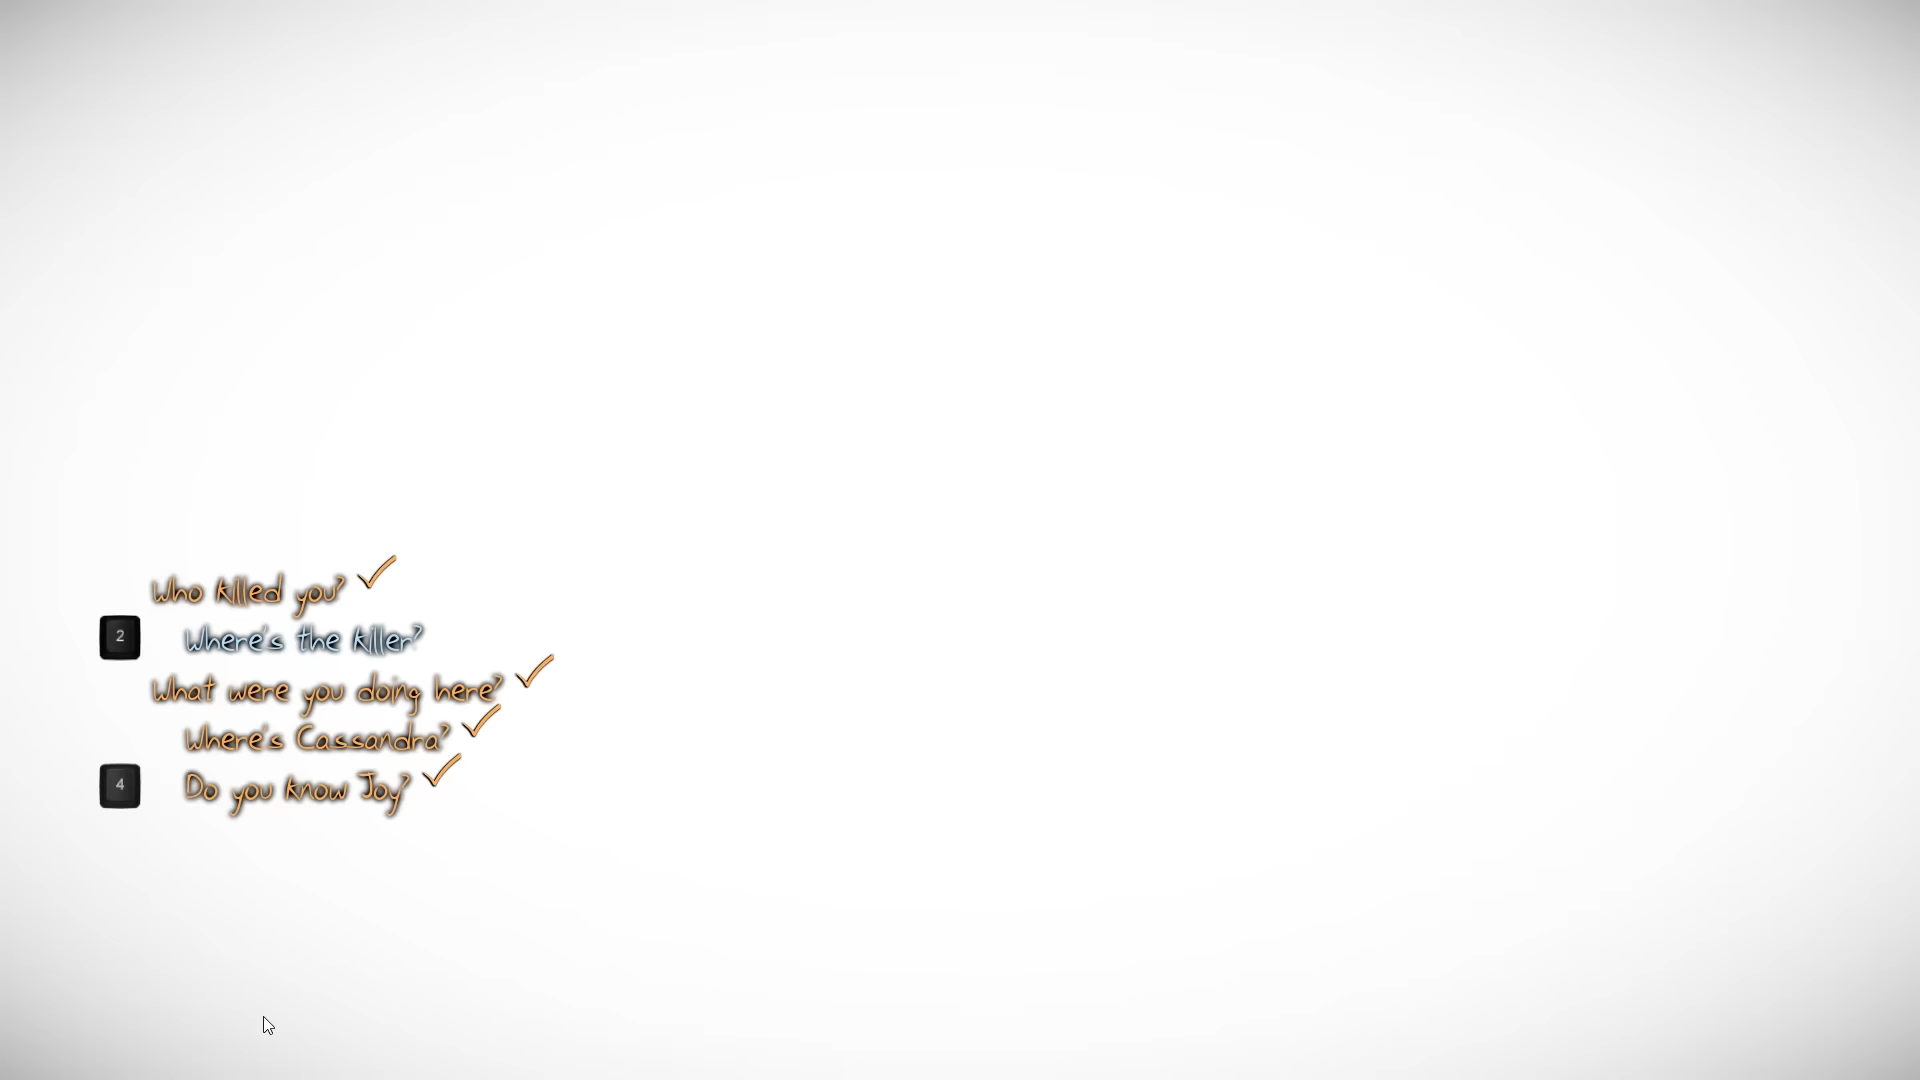 Who killed you?
2 Where's the killer?
What were you doing here?
Where's Cassandra?
4 Do you know Joy?